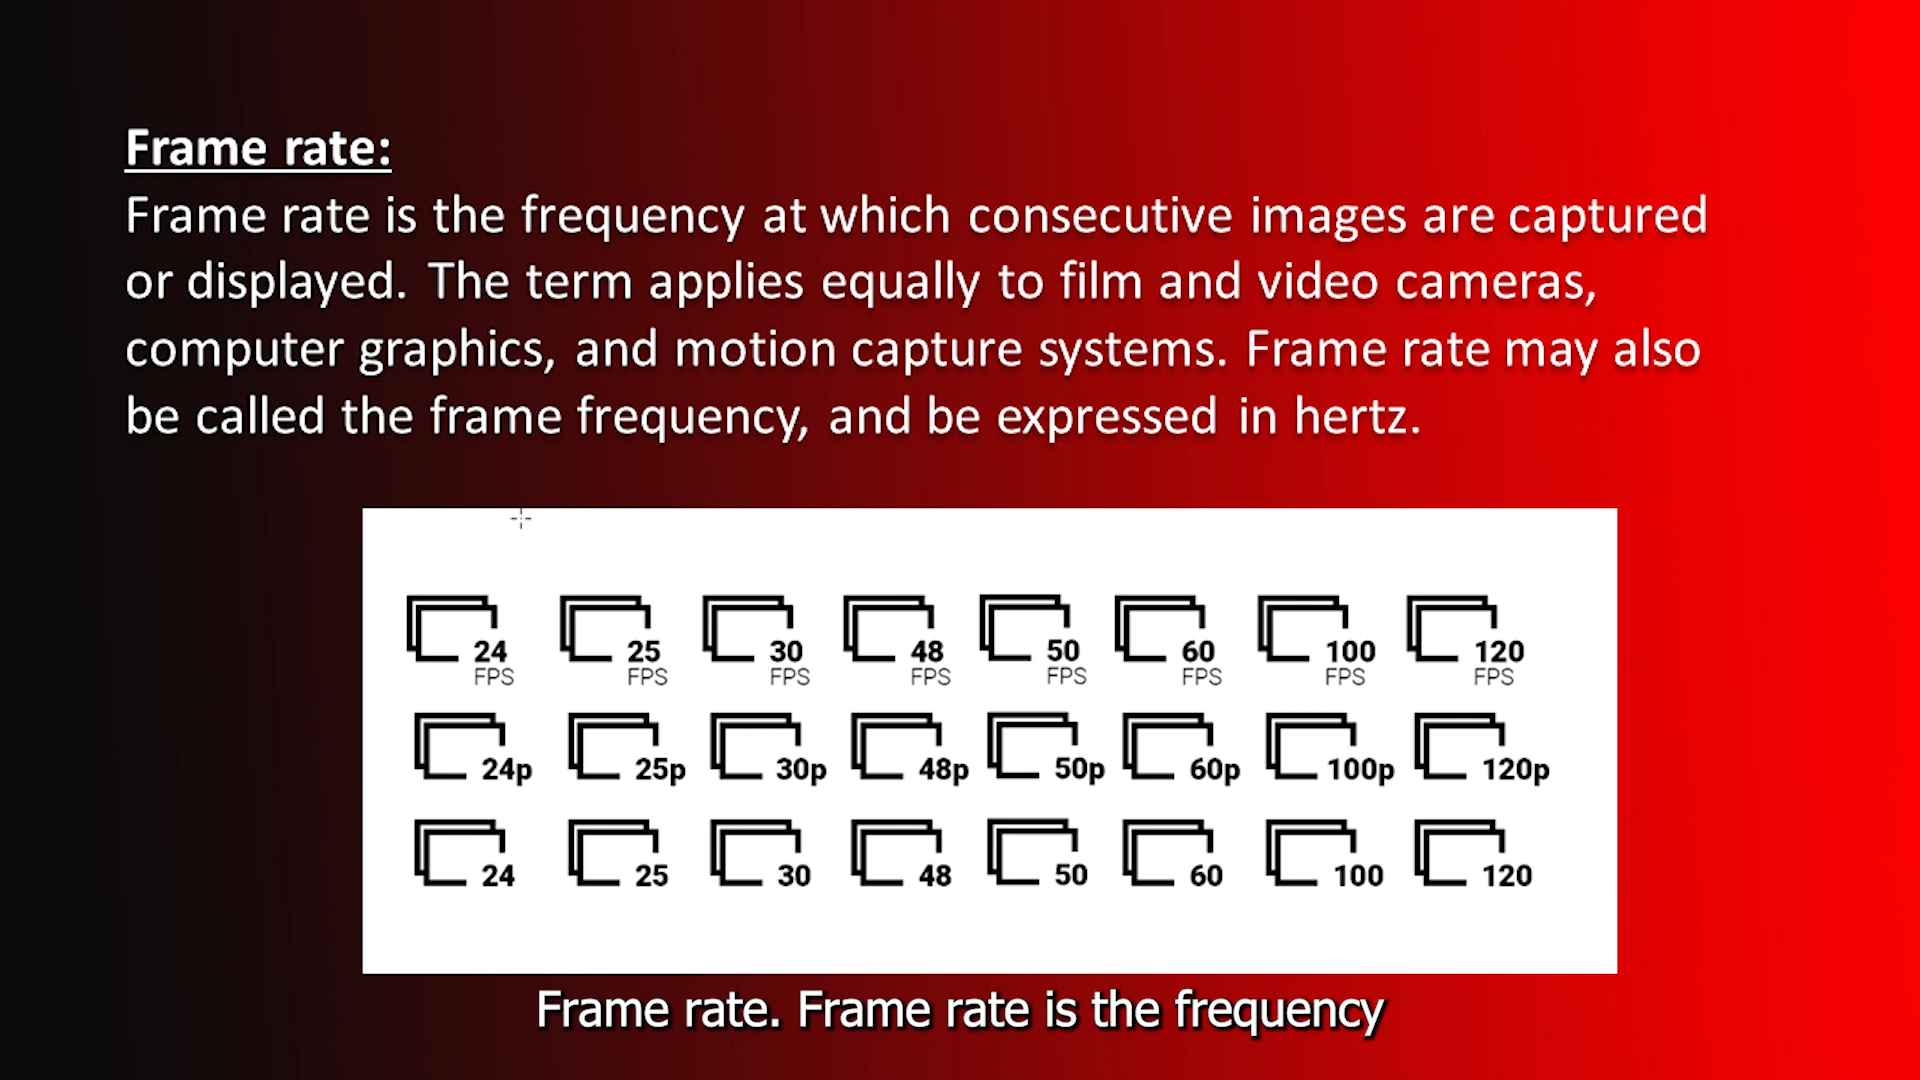 Frame rate:
Frame rate is the frequency at which consecutive images are captured
or displayed. The term applies equally to film and video cameras,
computer graphics, and motion capture systems. Frame rate may also
be called the frame frequency, and be expressed in hertz.
24 25 30 48 50 60 100 120
FPS FPS FPS FPS FPS FPS FPS FPS
24p 25p 30p 48p 50p 60p 100p 120p
24 25 30 48 50 60 100 120
Frame rate. Frame rate is the frequency